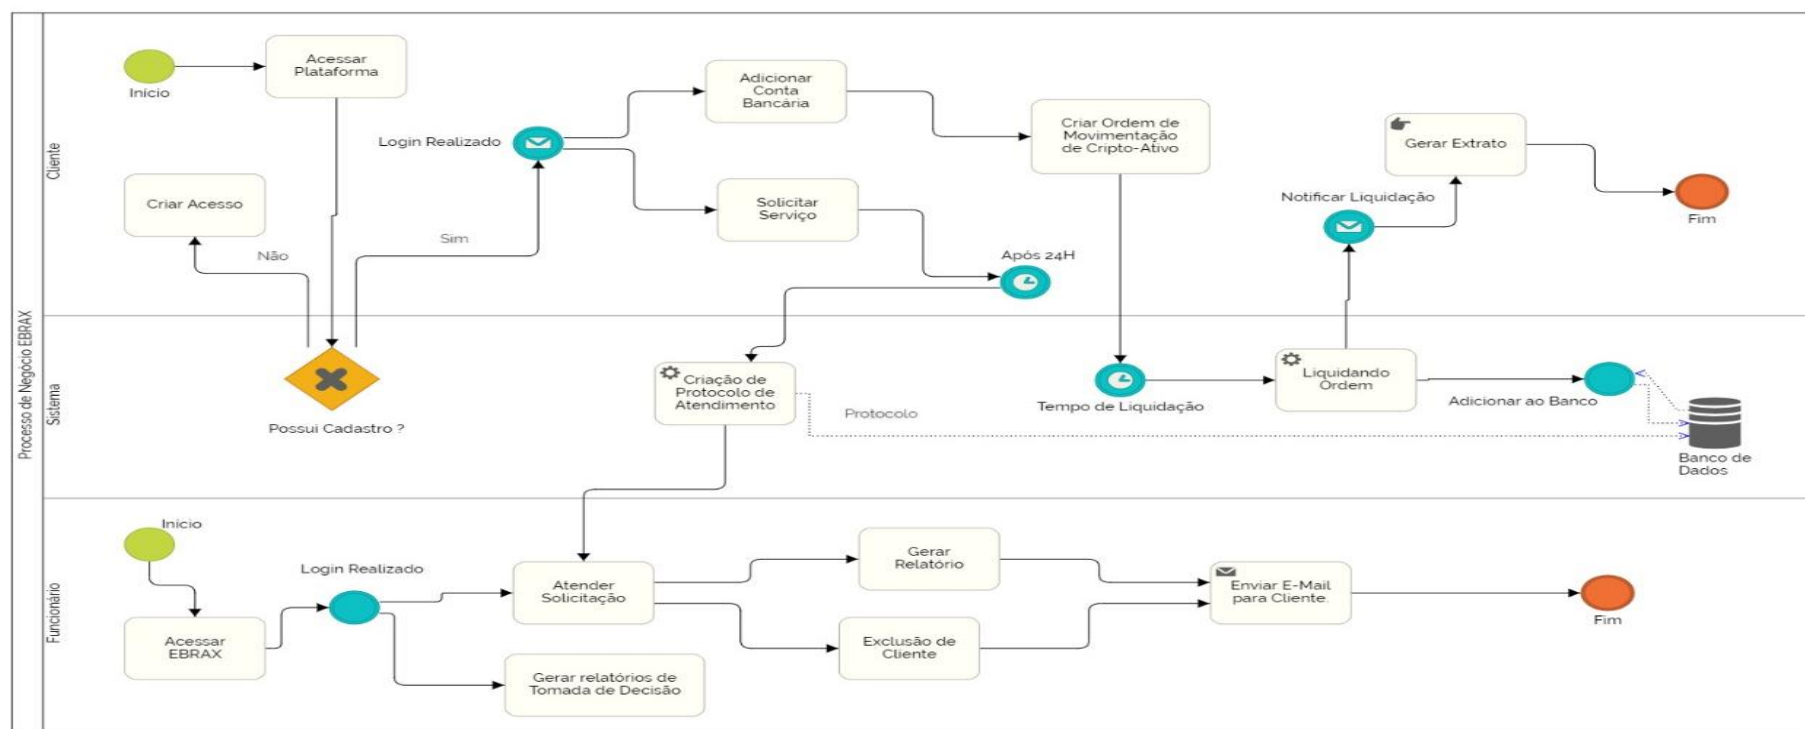 Processo de Negócio EBRAX
Cliente
Início
Acessar
Plataforma
Login Realizado
Adicionar
Conta
Bancária
Criar Ordem de
Movimentação
de Cripto-Ativo
Gerar Extrato
Criar Acesso
Não
Sim
Solicitar
Serviço
Após 24H
Notificar Liquidação
Fim
Sistema
Possui Cadastro ?
Criação de
Protocolo de
Atendimento
Protocolo
Tempo de Liquidação
Liquidando
Ordem
Adicionar ao Banco
Banco de
Dados
Funcionário
Início
Acessar
EBRAX
Login Realizado
Atender
Solicitação
Gerar relatórios de
Tomada de Decisão
Gerar
Relatório
Exclusão de
Cliente
Enviar E-Mail
para Cliente.
Fim